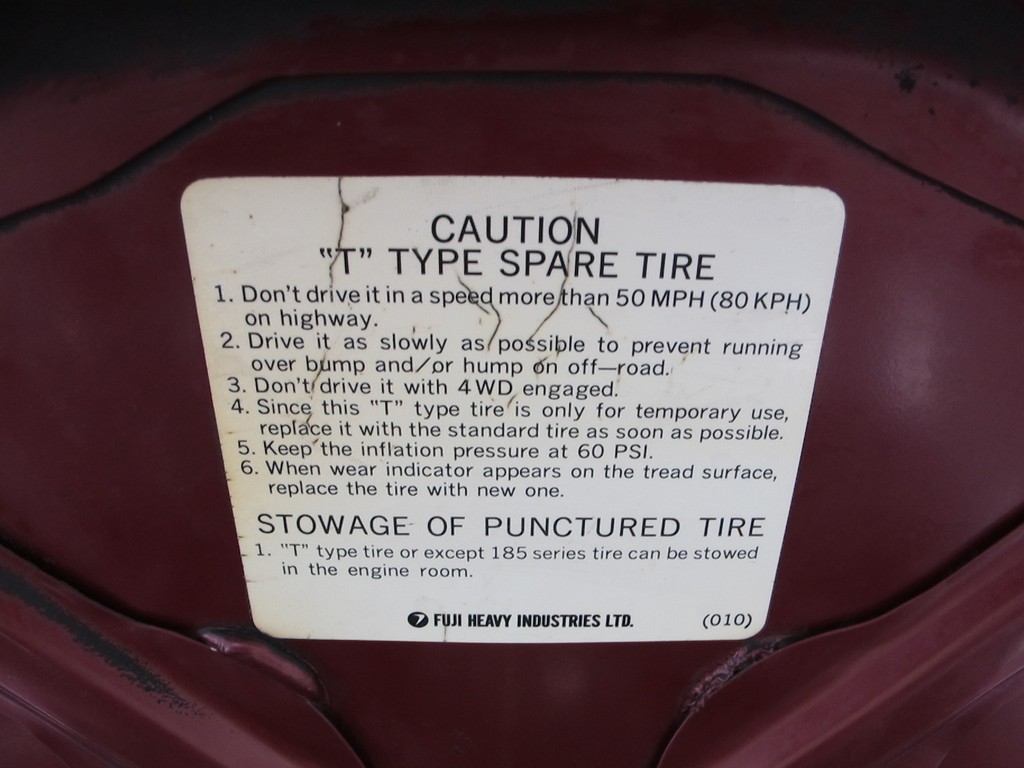 CAUTION
"T" TYPE SPARE TIRE
1. Don't drive it in a speed more than 50 MPH (80 KPH)
on highway.
2. Drive it as slowly as possible to prevent running
over bump and/or hump on off—road.
3. Don't drive it with 4WD engaged.
4. Since this "T" type tire is only for temporary use,
replace it with the standard tire as soon as possible.
5. Keep the inflation pressure at 60 PSI.
6. When wear indicator appears on the tread surface,
replace the tire with new one.
STOWAGE OF PUNCTURED TIRE
1. "T" type tire or except 185 series tire can be stowed
in the engine room.
FUJI HEAVY INDUSTRIES LTD. (010)